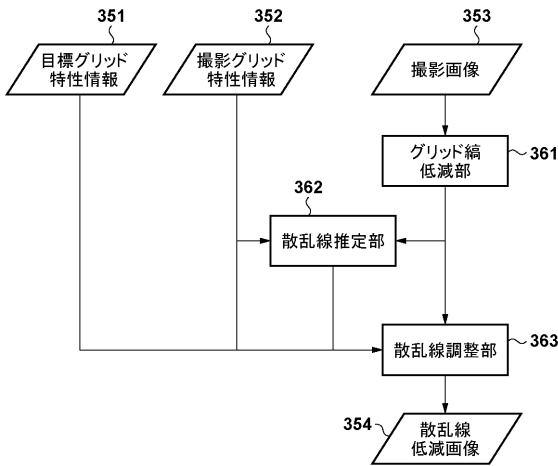 351
352
353
目標グリッド
特性情報
撮影グリッド
特性情報
撮影画像
グリッド縞
低減部
361
362
散乱線推定部
散乱線調整部
363
354
散乱線
低減画像